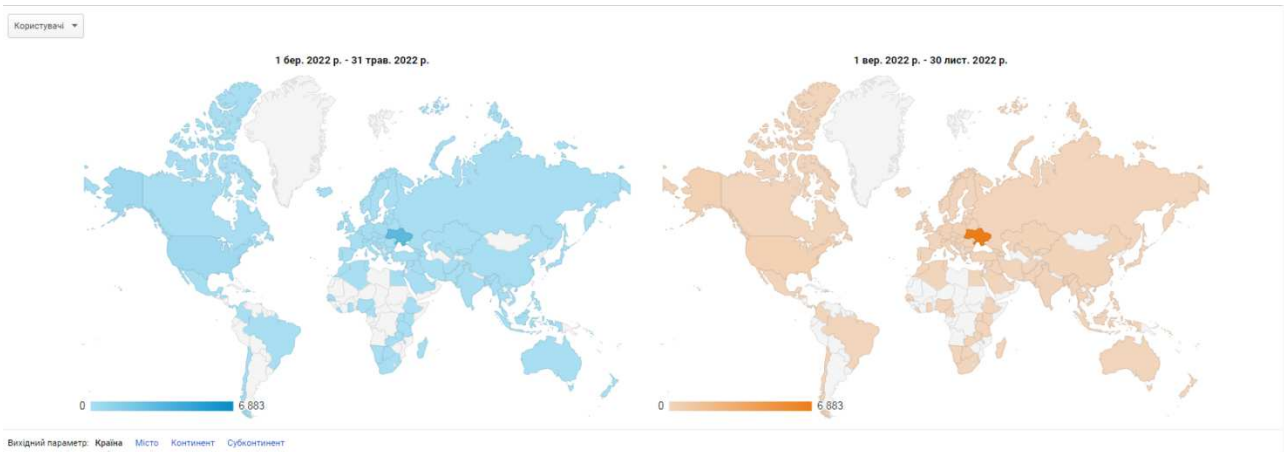 Користувачі
1 бер. 2022 р. - 31 трав. 2022 р.
1 вер. 2022 р. - 30 лист. 2022 р.
0 6 883
0 6 883
Вихідний параметр: Країна Місто Континент Субконтинент